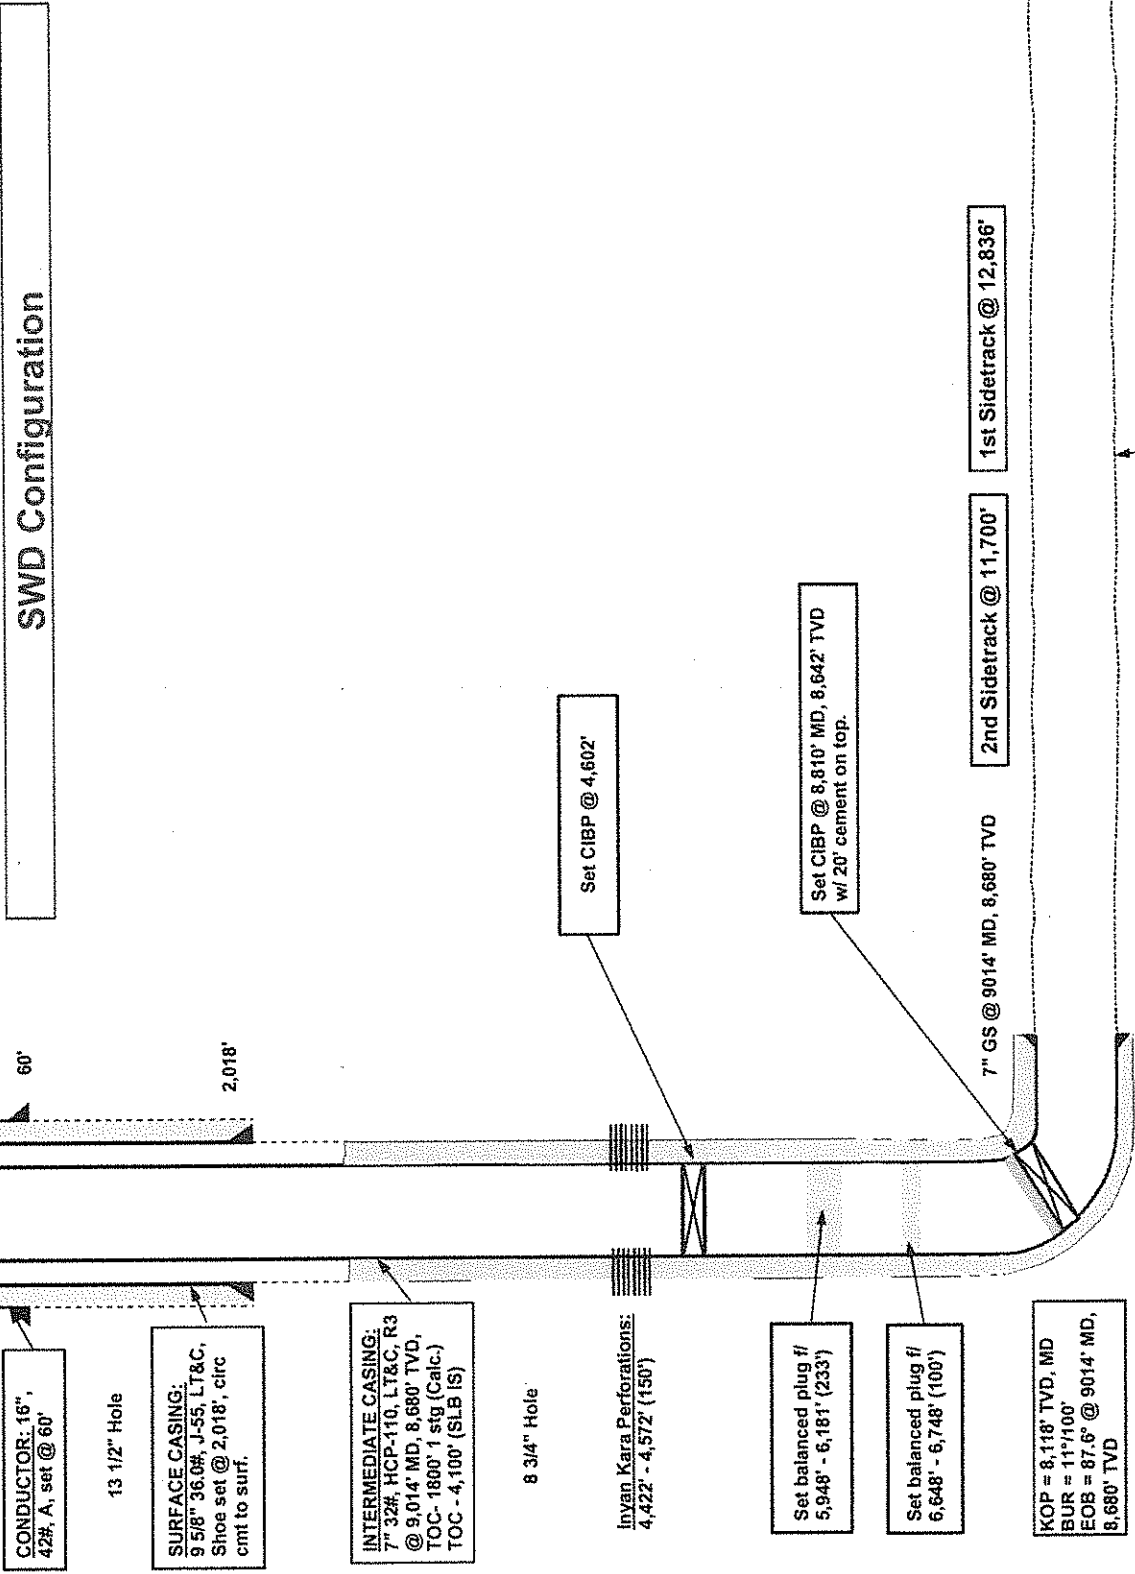 SWD Configuration
CONDUCTOR: 16",
42#, A, set @ 60'
60'
13 1/2" Hole
SURFACE CASING:
9 5/8" 36.0#, J-55, LT&C,
Shoe set @ 2,018', circ
cmt to surf.
2,018'
INTERMEDIATE CASING:
7" 32#, HCP-110, LT&C, R3
@ 9,014' MD, 8,680' TVD,
TOC- 1800' 1 stg (Calc.)
TOC - 4,100' (SLB IS)
8 3/4" Hole
Inyan Kara Perforations:
4,422' - 4,572' (150')
Set CIBP @ 4,602'
Set balanced plug f/
5,948' - 6,181' (233')
Set balanced plug f/
6,648' - 6,748' (100')
Set CIBP @ 8,810' MD, 8,642' TVD
w/ 20' cement on top.
KOP = 8,118' TVD, MD
BUR = 11°/100'
EOB = 87.6° @ 9014' MD,
8,680' TVD
7" GS @ 9014' MD, 8,680' TVD
2nd Sidetrack @ 11,700'
1st Sidetrack @ 12,836'